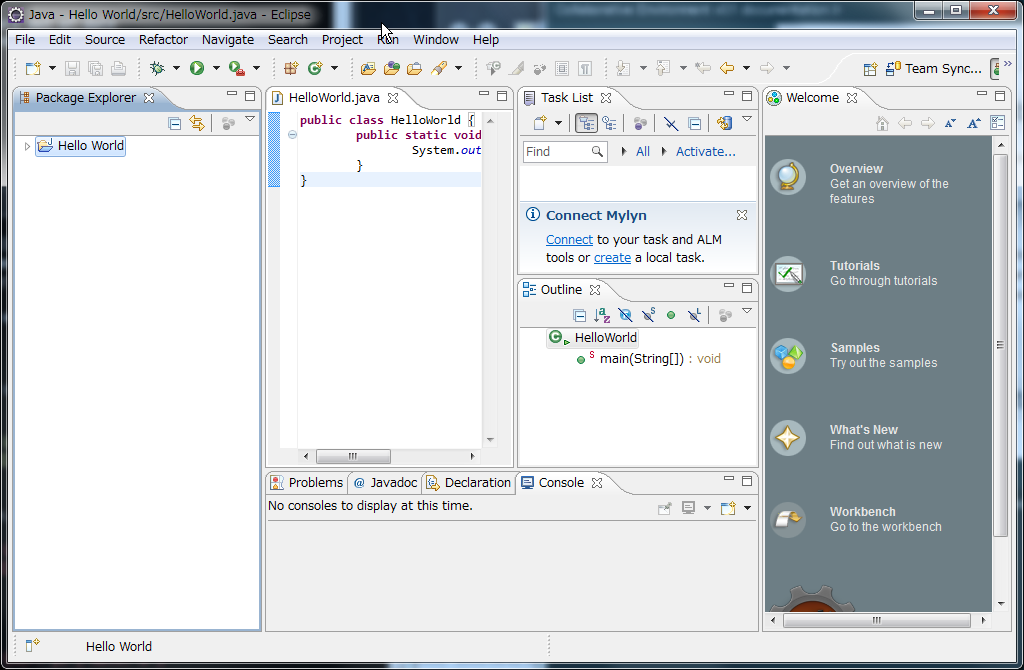 Java - Hello World/src/HelloWorld.java - Eclipse
File Edit Source Refactor Navigate Search Project Run Window Help
Team Sync...
Package Explorer
Hello World
HelloWorld.java
public class HelloWorld {
public static void
System.out
}
}
Task List
Find
All
Activate...
Connect Mylyn
Connect to your task and ALM
tools or create a local task.
Outline
HelloWorld
main(String[]) : void
Problems
Javadoc
Declaration
Console
No consoles to display at this time.
Welcome
Overview
Get an overview of the
features
Tutorials
Go through tutorials
Samples
Try out the samples
What's New
Find out what is new
Workbench
Go to the workbench
Hello World